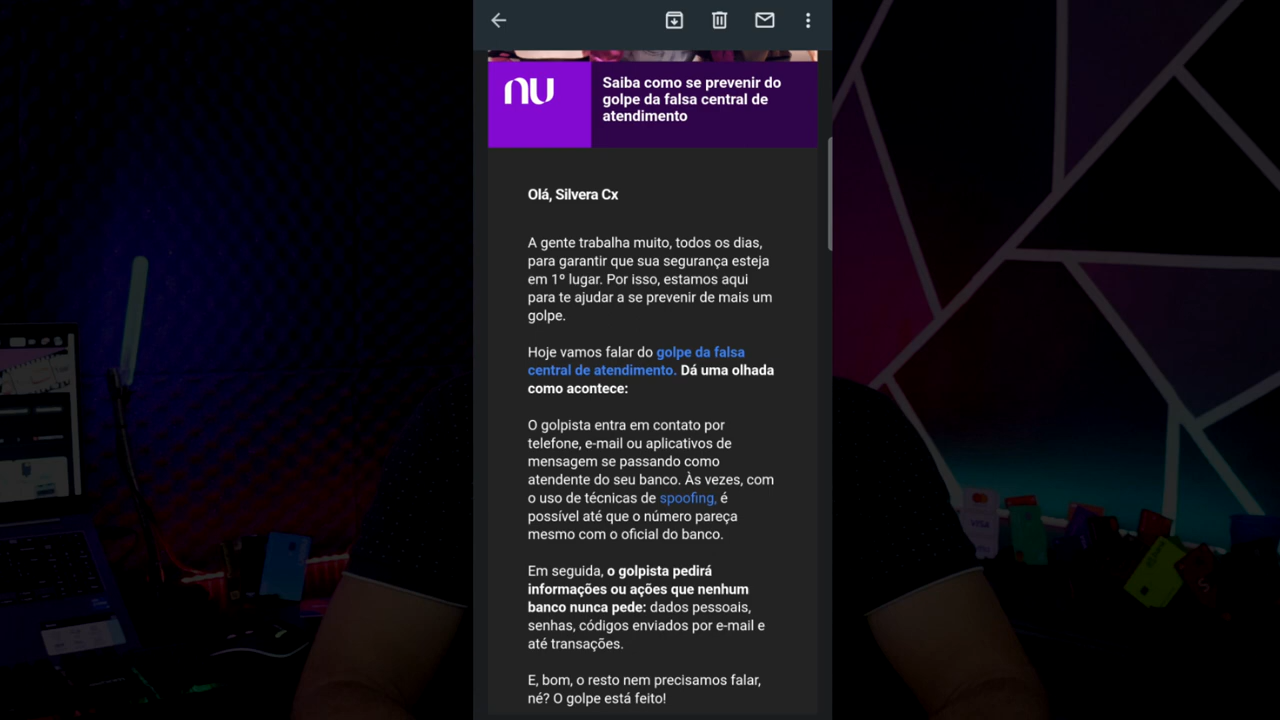 nu
Saiba como se prevenir do
golpe da falsa central de
atendimento
Olá, Silvera Cx
A gente trabalha muito, todos os dias,
para garantir que sua segurança esteja
em 1º lugar. Por isso, estamos aqui
para te ajudar a se prevenir de mais um
golpe.
Hoje vamos falar do golpe da falsa
central de atendimento. Dá uma olhada
como acontece:
O golpista entra em contato por
telefone, e-mail ou aplicativos de
mensagem se passando como
atendente do seu banco. Às vezes, com
o uso de técnicas de spoofing, é
possível até que o número pareça
mesmo com o oficial do banco.
Em seguida, o golpista pedirá
informações ou ações que nenhum
banco nunca pede: dados pessoais,
senhas, códigos enviados por e-mail e
até transações.
E, bom, o resto nem precisamos falar,
né? O golpe está feito!
VISA